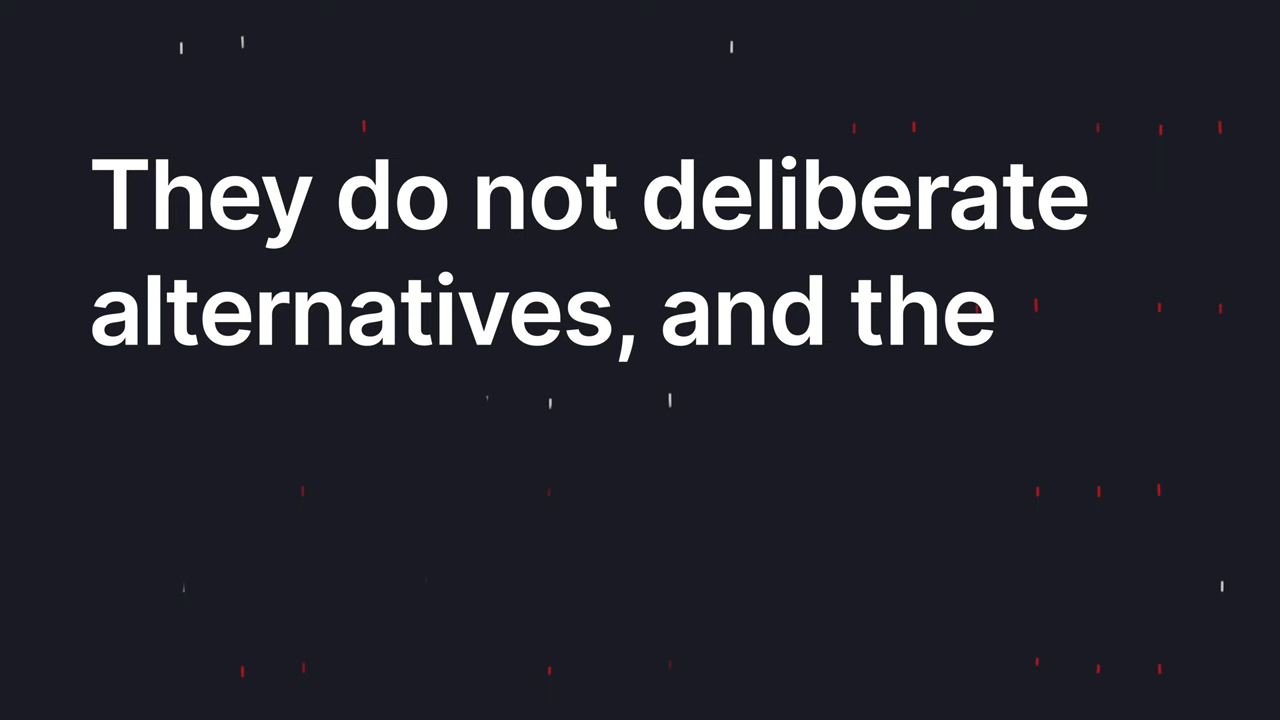 They do not deliberate
alternatives, and the